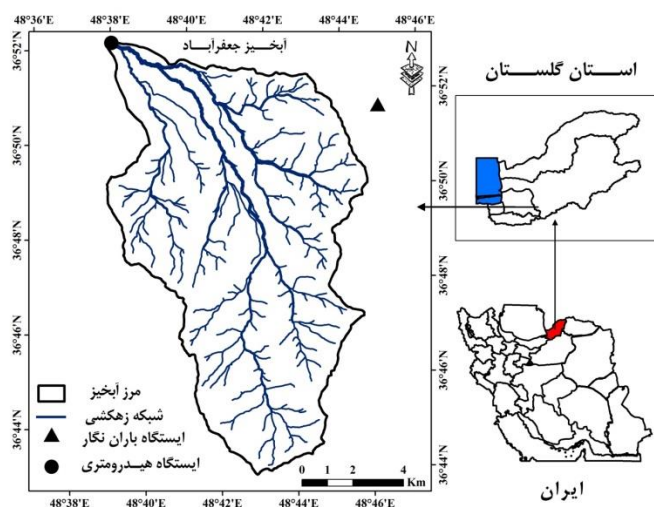 48°36'E 48°40'E 48°42'E 48°43'E 48°46'E
آبخیز جعفرآباد
N
استان گلستان
36°52'N 36°50'N 36°48'N 36°46'N 36°44'N
36°52'N 36°50'N 36°48'N 36°46'N 36°44'N
مرز آبخیز
شبکه زهکشی
ایستگاه باران نگار
ایستگاه هیدرومتری
0 1 2 4
Km
48°38'E 48°40'E 48°42'E 48°44'E 48°46'E
ایران